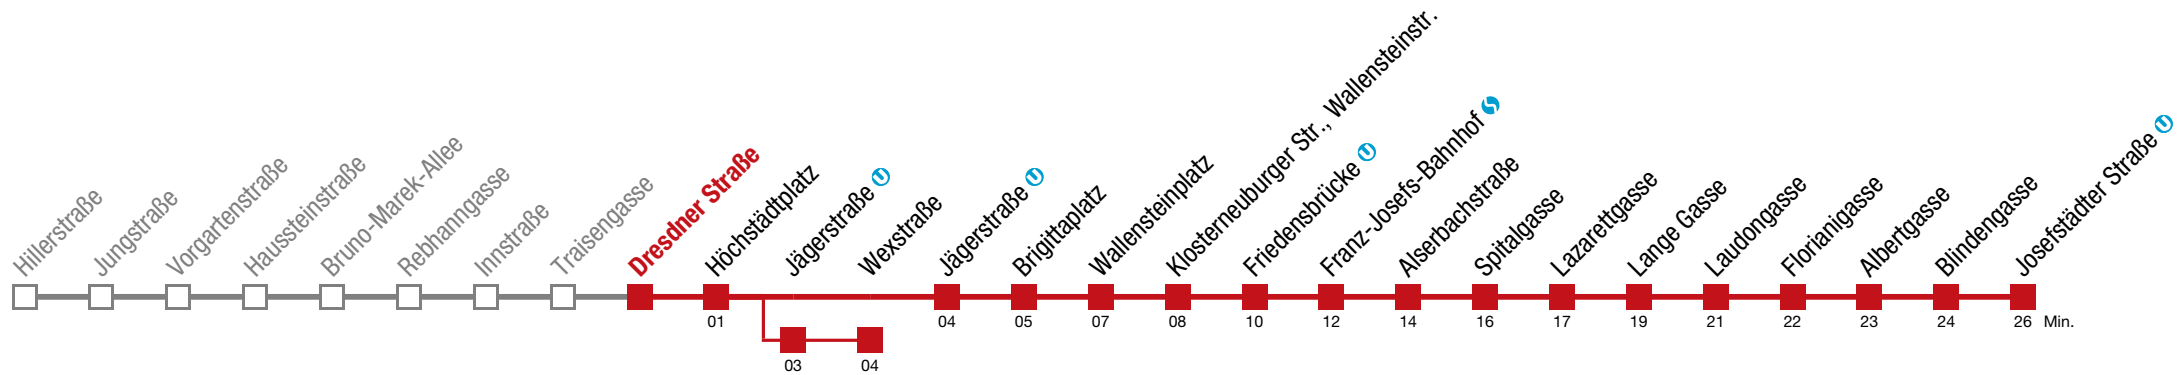 Hillerstraße
Jungstraße
Vorgartenstraße
Haussteinstraße
Bruno-Marek-Allee
Rebhanngasse
Innstraße
Traisengasse
Dresdner Straße
Höchstädtplatz
Jägerstraße U
Wexstraße
Jägerstraße U
Brigittaplatz
Wallensteinplatz
Klosterneuburger Str., Wallensteinstr.
Friedensbrücke U
Franz-Josefs-Bahnhof S
Alserbachstraße
Spitalgasse
Lazarettgasse
Lange Gasse
Laudongasse
Florianigasse
Albertgasse
Blindengasse
Josefstädter Straße U
01 04 05 07 08 10 12 14 16 17 19 21 22 23 24 26 Min.
03 04